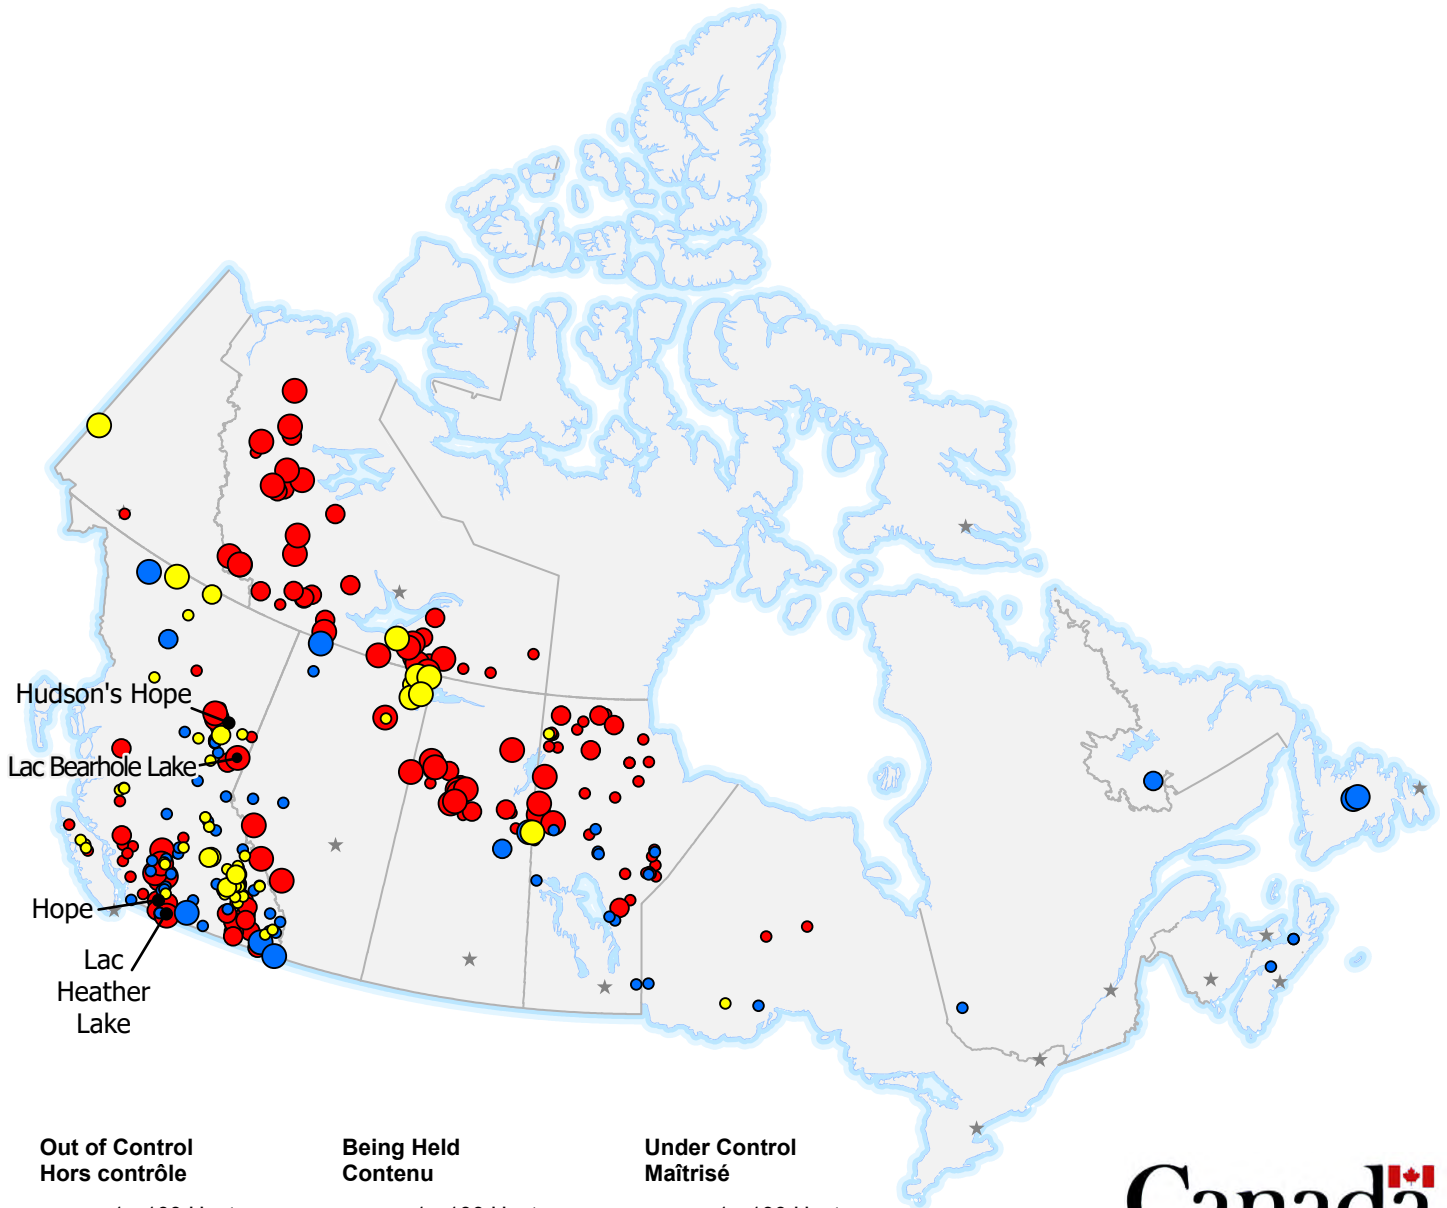 Hudson's Hope
Lac Bearhole Lake
Hope
Lac
Heather
Lake
Out of Control
Hors contrôle
Being Held
Contenu
Under Control
Maîtrisé
Canada